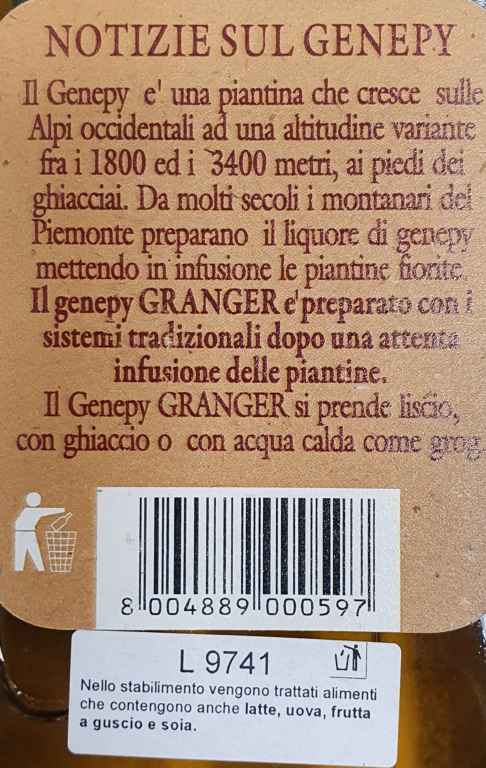 NOTIZIE SUL GENEPY
Il Genepy e' una piantina che cresce sulle
Alpi occidentali ad una altitudine variante
fra i 1800 ed i 3400 metri, ai piedi dei
ghiacciai. Da molti secoli i montanari del
Piemonte preparano il liquore di genepy
mettendo in infusione le piantine fiorite.
Il genepy GRANGER e' preparato con i
sistemi tradizionali dopo una attenta
infusione delle piantine.
Il Genepy GRANGER si prende liscio,
con ghiaccio o con acqua calda come grog.
8 004889 000597
L 9741
Nello stabilimento vengono trattati alimenti
che contengono anche latte, uova, frutta
a guscio e soia.